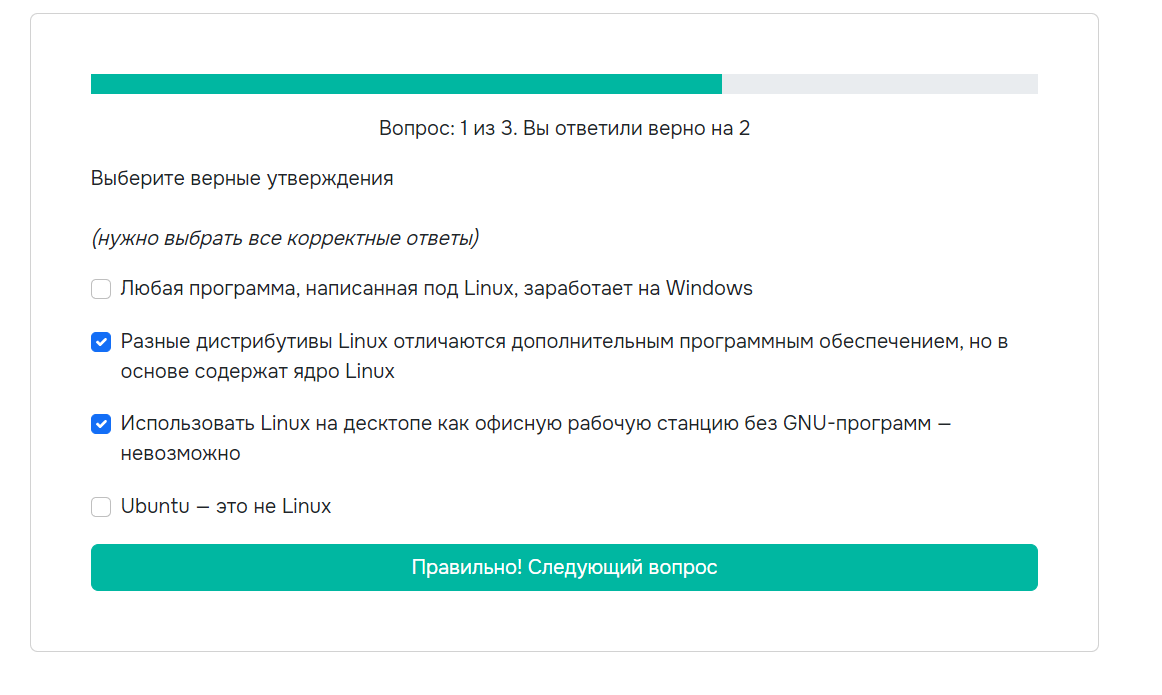 Вопрос: 1 из 3. Вы ответили верно на 2
Выберите верные утверждения
(нужно выбрать все корректные ответы)
Любая программа, написанная под Linux, заработает на Windows
Разные дистрибутивы Linux отличаются дополнительным программным обеспечением, но в
основе содержат ядро Linux
Использовать Linux на десктопе как офисную рабочую станцию без GNU-программ —
невозможно
Ubuntu — это не Linux
Правильно! Следующий вопрос